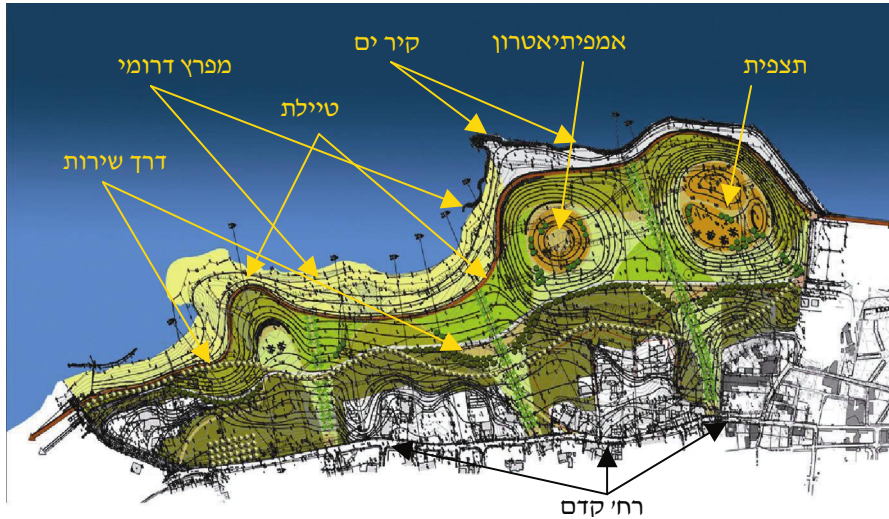 תצפית
אמפיתיאטרון
קיר ים
מפרץ דרומי
טיילת
דרך שירות
רח׳ קדם